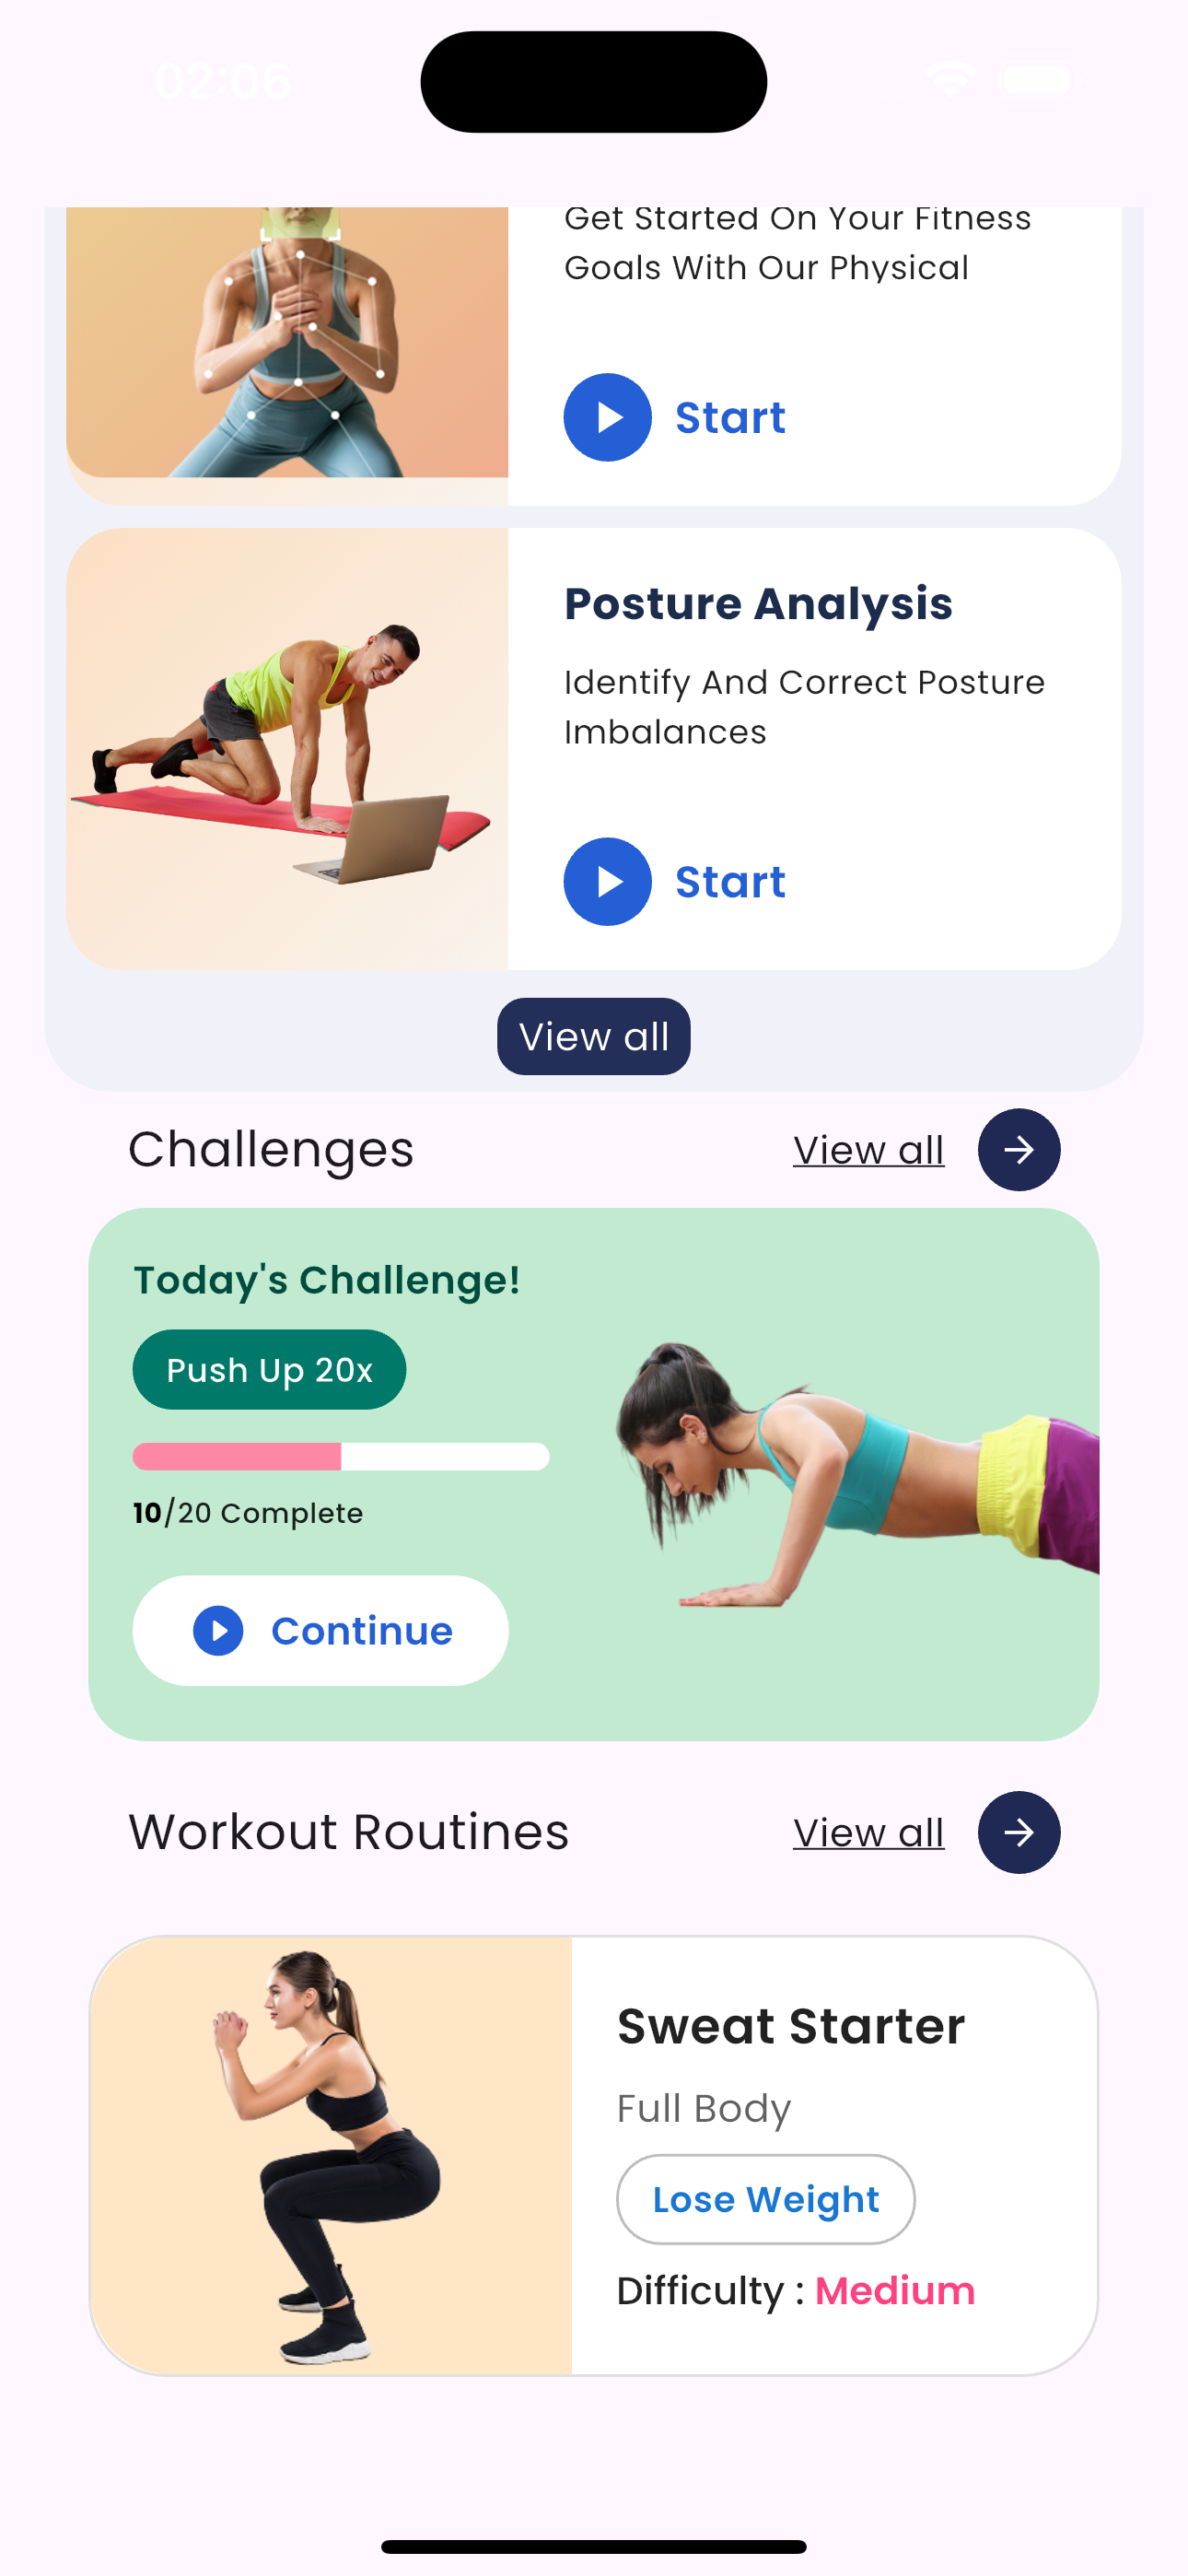 02:06
Get Started On Your Fitness
Goals With Our Physical
Start
Posture Analysis
Identify And Correct Posture
Imbalances
Start
View all
Challenges
View all
Today's Challenge!
Push Up 20x
10/20 Complete
Continue
Workout Routines
View all
Sweat Starter
Full Body
Lose Weight
Difficulty : Medium